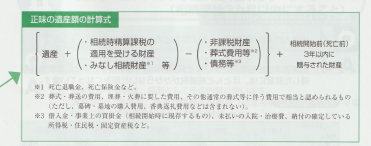 正味の遺産額の計算式
遺産 + ・相続時精算課税の適用を受ける財産 ・みなし相続財産※1 等 − ・非課税財産 ・葬式費用等※2 ・債務等※3 + 相続開始前(死亡前)3年以内に贈与された財産
※1 死亡退職金、死亡保険金など。
※2 葬式・葬送の費用、埋葬・火葬に要した費用、その他通常の葬式等に伴う費用で相当と認められるもの
(ただし、墓碑・墓地の購入費用、香典返礼費用などは含まない)。
※3 借入金・事業上の買掛金(相続開始時に現存するもの)、未払いの入院・治療費、納付の確定している
所得税・住民税・固定資産税など。